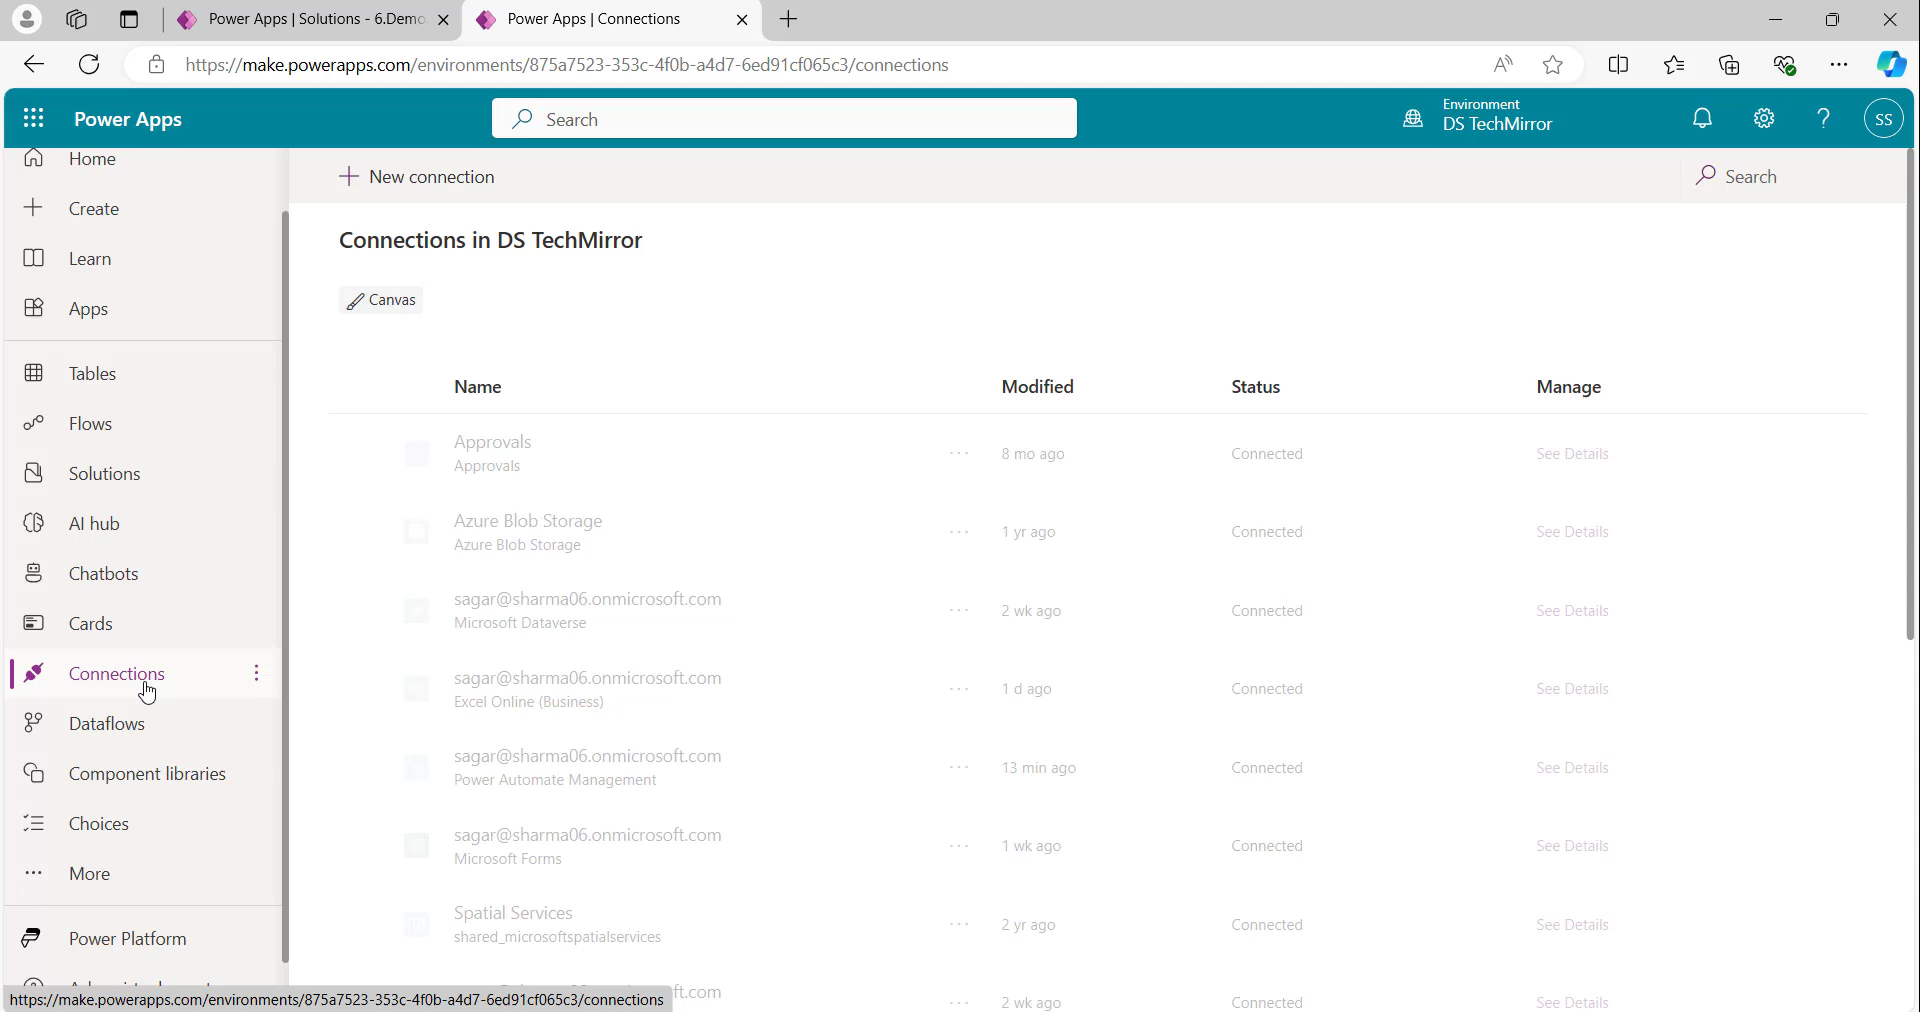 Power Apps | Solutions - 6.Demo
Power Apps | Connections
https://make.powerapps.com/environments/875a7523-353c-4f0b-a4d7-6ed91cf065c3/connections
Power Apps
Search
Environment
DS TechMirror
SS
Home
Create
Learn
Apps
Tables
Flows
Solutions
AI hub
Chatbots
Cards
Connections
Dataflows
Component libraries
Choices
More
Power Platform
https://make.powerapps.com/environments/875a7523-353c-4f0b-a4d7-6ed91cf065c3/connections
New connection
Search
Connections in DS TechMirror
Canvas
Name Modified Status Manage
Approvals
Approvals
8 mo ago Connected See Details
Azure Blob Storage
Azure Blob Storage
1 yr ago Connected See Details
sagar@sharma06.onmicrosoft.com
Microsoft Dataverse
2 wk ago Connected See Details
sagar@sharma06.onmicrosoft.com
Excel Online (Business)
1 d ago Connected See Details
sagar@sharma06.onmicrosoft.com
Power Automate Management
13 min ago Connected See Details
sagar@sharma06.onmicrosoft.com
Microsoft Forms
1 wk ago Connected See Details
Spatial Services
shared_microsoftspatialservices
2 yr ago Connected See Details
ft.com
2 wk ago Connected See Details